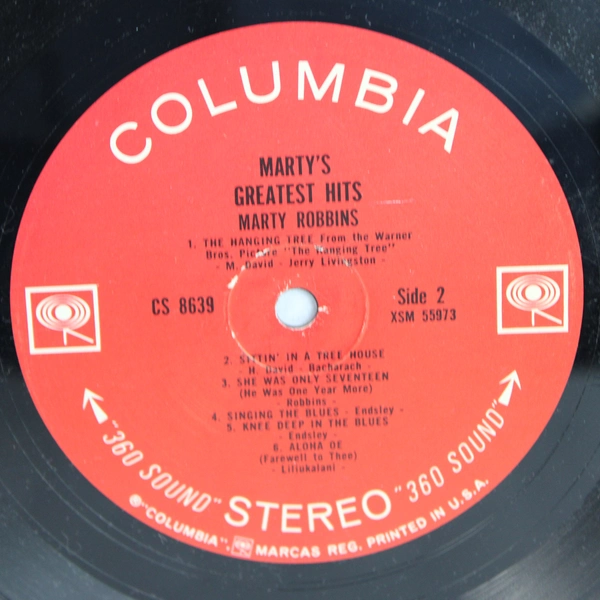 COLUMBIA
MARTY'S
GREATEST HITS
MARTY ROBBINS
1. THE HANGING TREE From the Warner
Bros. Picture "The Hanging Tree"
- M. David - Jerry Livingston -
CS 8639
Side 2
XSM 55973
2. SITTIN' IN A TREE HOUSE
- H. David - Bacharach -
3. SHE WAS ONLY SEVENTEEN
(He Was One Year More)
- Robbins -
4. SINGING THE BLUES - Endsley -
5. KNEE DEEP IN THE BLUES
- Endsley -
6. ALOHA OE
(Farewell to Thee)
- Liliukalani -
"360 SOUND" STEREO "360 SOUND"
℗"COLUMBIA", MARCAS REG. PRINTED IN U.S.A.